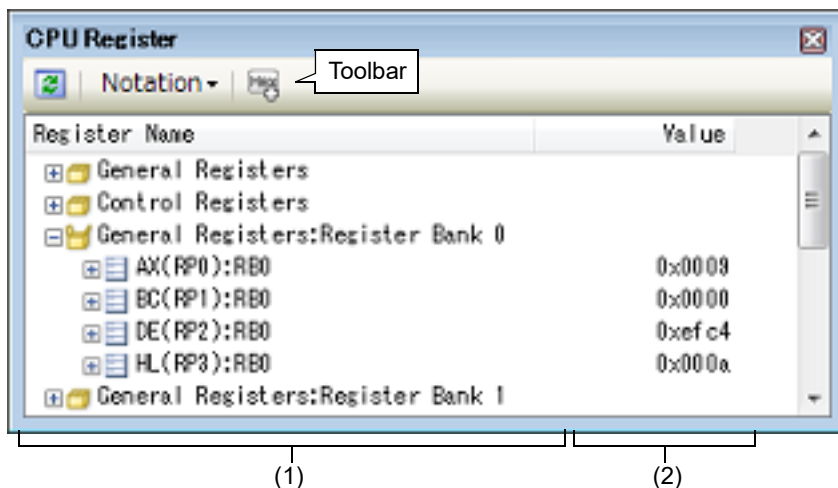 CPU Register
Notation
Hex
Toolbar
Register Name Value
General Registers
Control Registers
General Registers:Register Bank 0
AX(RP0):RB0 0x0009
BC(RP1):RB0 0x0000
DE(RP2):RB0 0xefc4
HL(RP3):RB0 0x000a
General Registers:Register Bank 1
(1) (2)